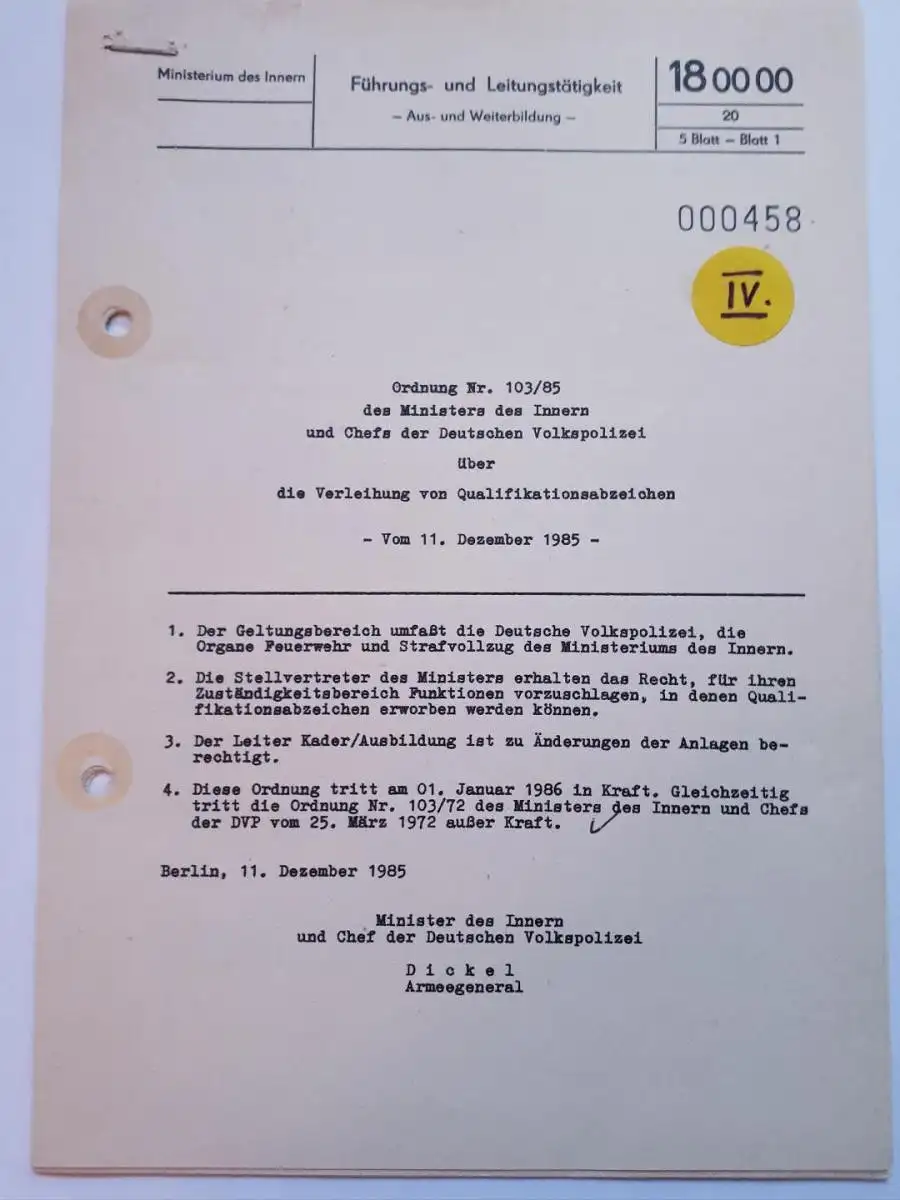 Ministerium des Innern
Führungs- und Leitungstätigkeit
– Aus- und Weiterbildung –
18 00 00
20
5 Blatt – Blatt 1
000458
IV.
Ordnung Nr. 103/85
des Ministers des Innern
und Chefs der Deutschen Volkspolizei
über
die Verleihung von Qualifikationsabzeichen
- Vom 11. Dezember 1985 -
1. Der Geltungsbereich umfaßt die Deutsche Volkspolizei, die
Organe Feuerwehr und Strafvollzug des Ministeriums des Innern.
2. Die Stellvertreter des Ministers erhalten das Recht, für ihren
Zuständigkeitsbereich Funktionen vorzuschlagen, in denen Quali-
fikationsabzeichen erworben werden können.
3. Der Leiter Kader/Ausbildung ist zu Änderungen der Anlagen be-
rechtigt.
4. Diese Ordnung tritt am 01. Januar 1986 in Kraft. Gleichzeitig
tritt die Ordnung Nr. 103/72 des Ministers des Innern und Chefs
der DVP vom 25. März 1972 außer Kraft.
Berlin, 11. Dezember 1985
Minister des Innern
und Chef der Deutschen Volkspolizei
D i c k e l
Armeegeneral